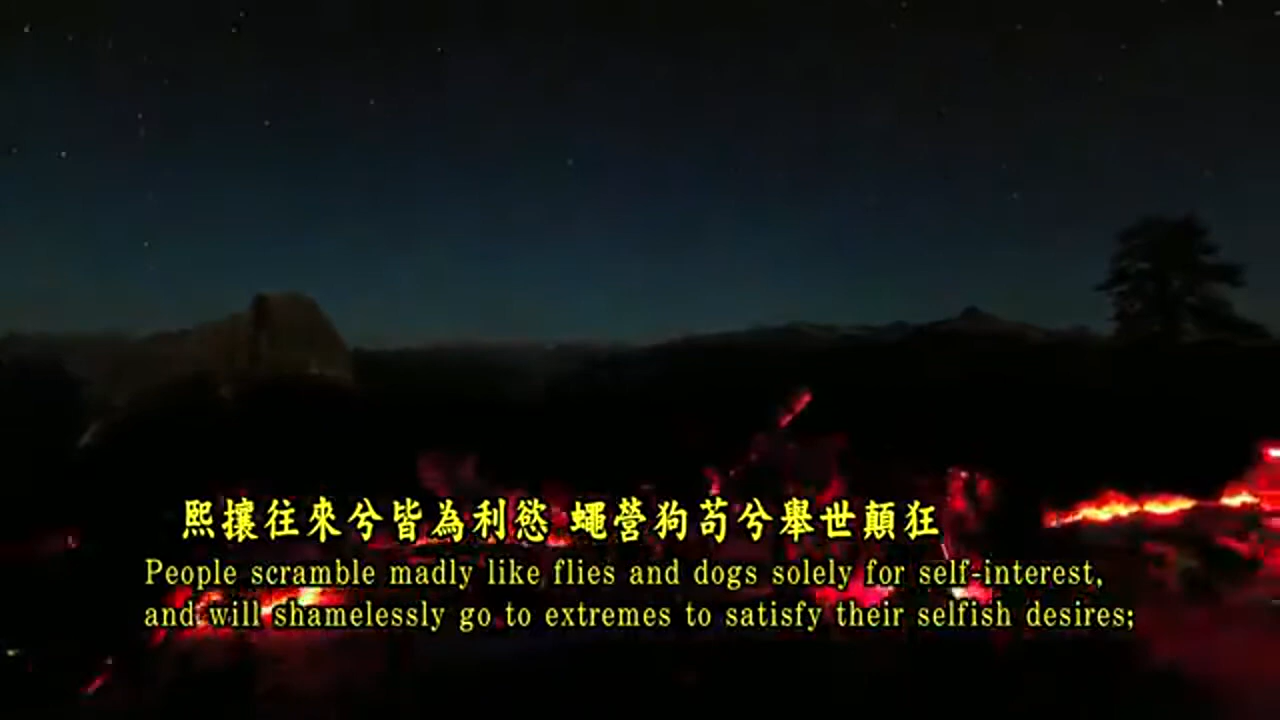 熙攘往來兮皆為利慾 蠅營狗苟兮舉世顛狂
People scramble madly like flies and dogs solely for self-interest,
and will shamelessly go to extremes to satisfy their selfish desires;